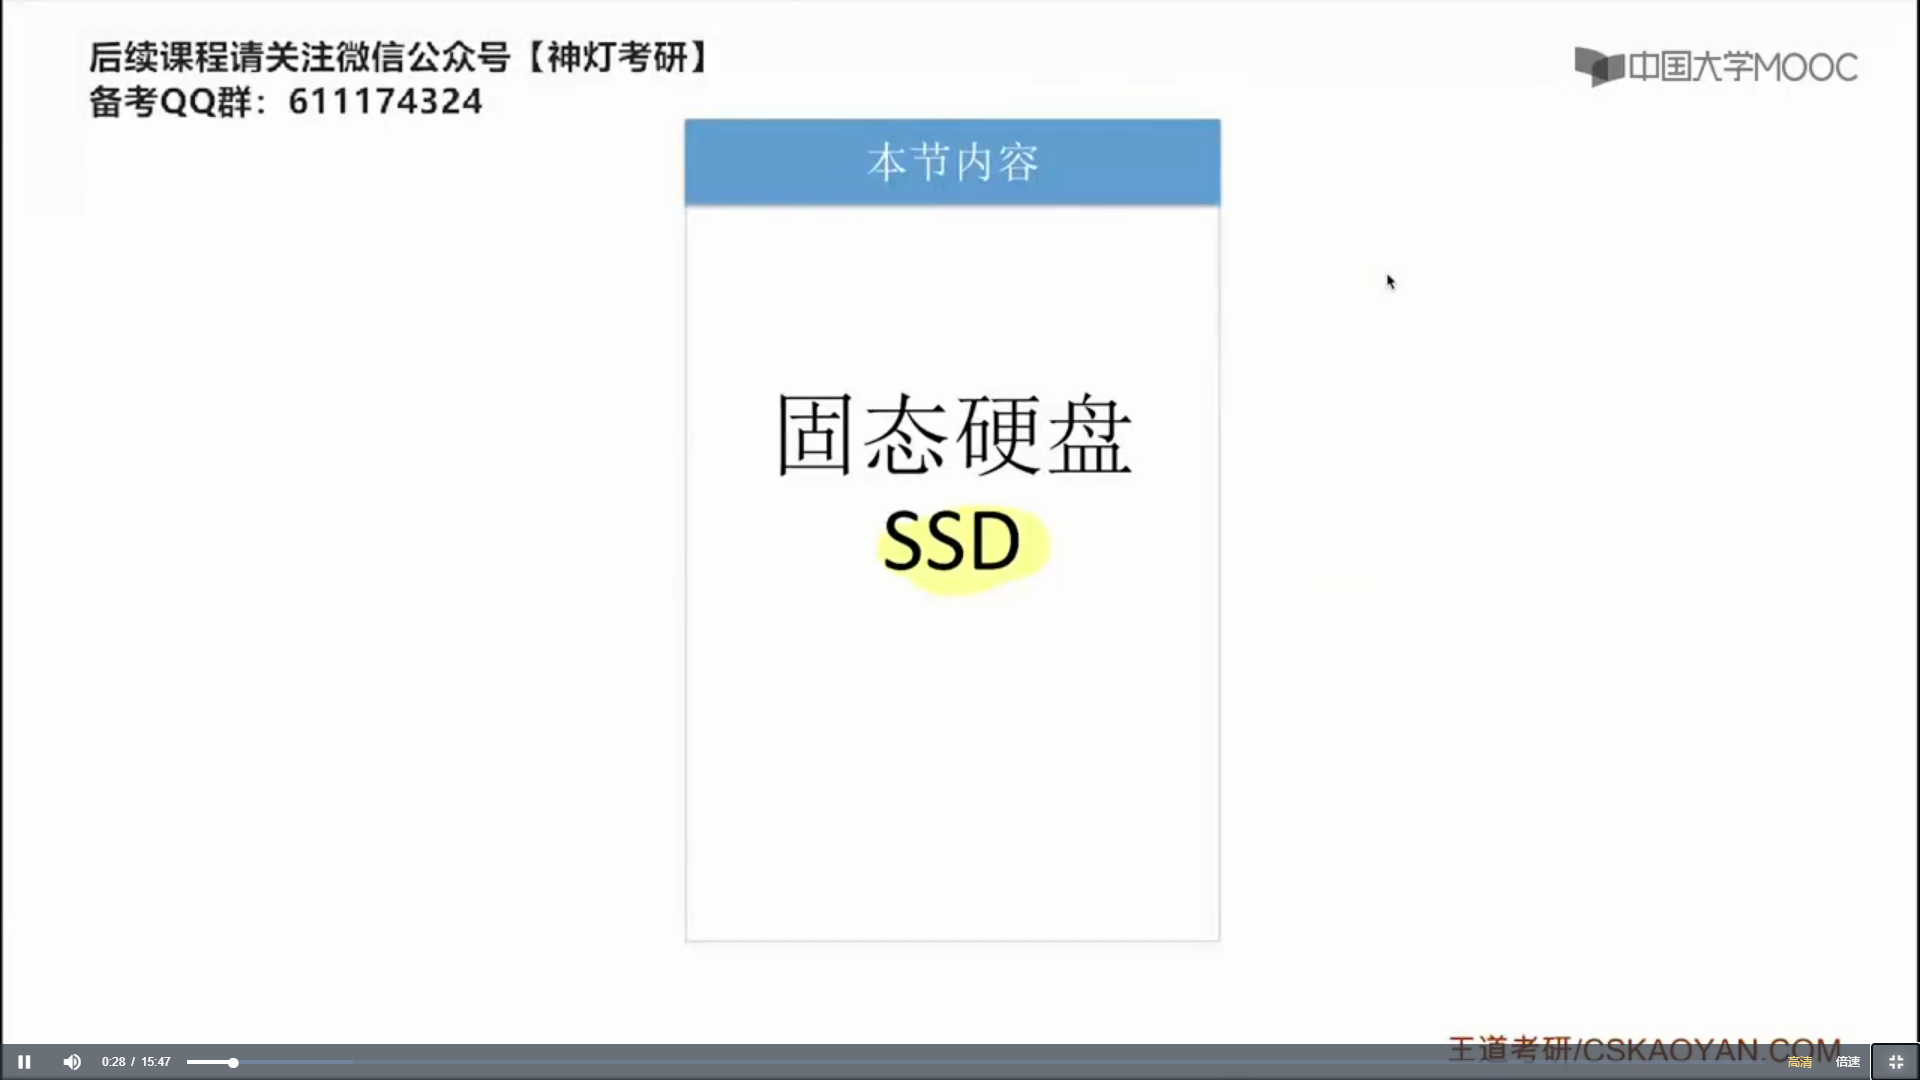 后续课程请关注微信公众号【神灯考研】
备考QQ群：611174324
中国大学MOOC
本节内容
固态硬盘
SSD
王道考研/CSKAOYAN.COM
0:28 / 15:47
高清
倍速